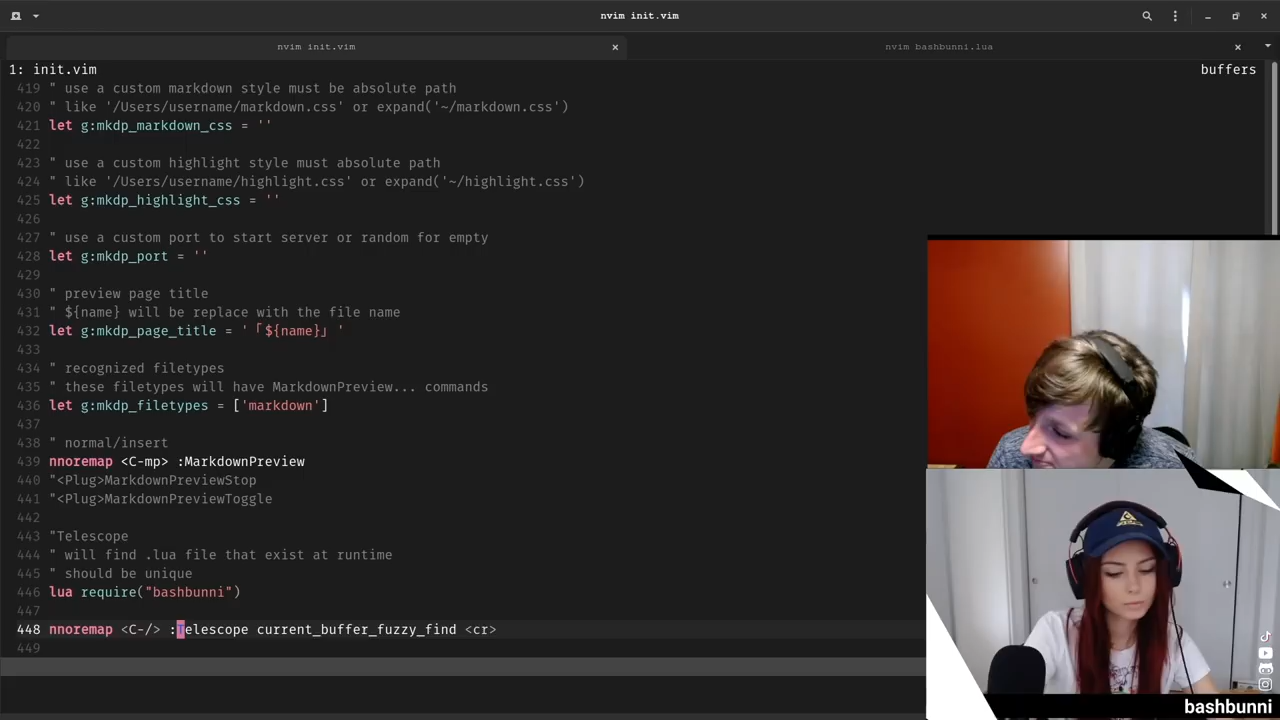 nvim init.vim
nvim init.vim
nvim bashbunni.lua
1: init.vim
buffers
419 " use a custom markdown style must be absolute path
420 " like '/Users/username/markdown.css' or expand('~/markdown.css')
421 let g:mkdp_markdown_css = ''
422
423 " use a custom highlight style must absolute path
424 " like '/Users/username/highlight.css' or expand('~/highlight.css')
425 let g:mkdp_highlight_css = ''
426
427 " use a custom port to start server or random for empty
428 let g:mkdp_port = ''
429
430 " preview page title
431 " ${name} will be replace with the file name
432 let g:mkdp_page_title = '「${name}」'
433
434 " recognized filetypes
435 " these filetypes will have MarkdownPreview... commands
436 let g:mkdp_filetypes = ['markdown']
437
438 " normal/insert
439 nnoremap <C-mp> :MarkdownPreview
440 "<Plug>MarkdownPreviewStop
441 "<Plug>MarkdownPreviewToggle
442
443 "Telescope
444 " will find .lua file that exist at runtime
445 " should be unique
446 lua require("bashbunni")
447
448 nnoremap <C-/> :Telescope current_buffer_fuzzy_find <cr>
449
bashbunni